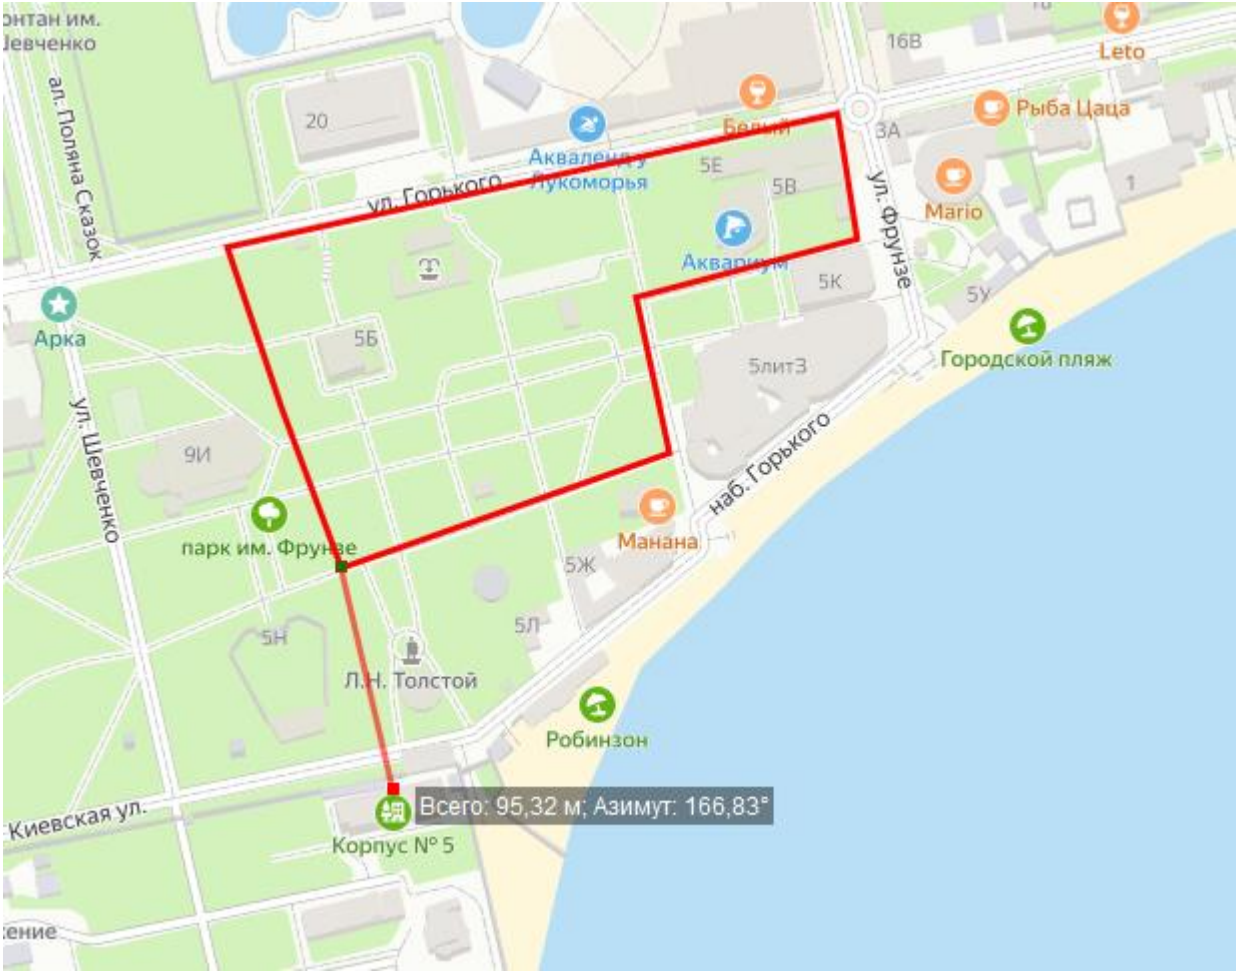 онтан им.
Шевченко
ал. Поляна Сказок
20
16В
Leto
Белый
Рыба Цаца
3А
Акваленд у
Лукоморья
ул. Горького
5Е
5В
ул. Фрунзе
Mario
1
Аквариум
5К
5У
Арка
5Б
5литЗ
Городской пляж
ул. Шевченко
9И
наб. Горького
парк им. Фрунзе
Манана
5Ж
5Н
5Л
Л.Н. Толстой
Робинзон
Киевская ул.
Всего: 95,32 м; Азимут: 166,83°
Корпус № 5
ение